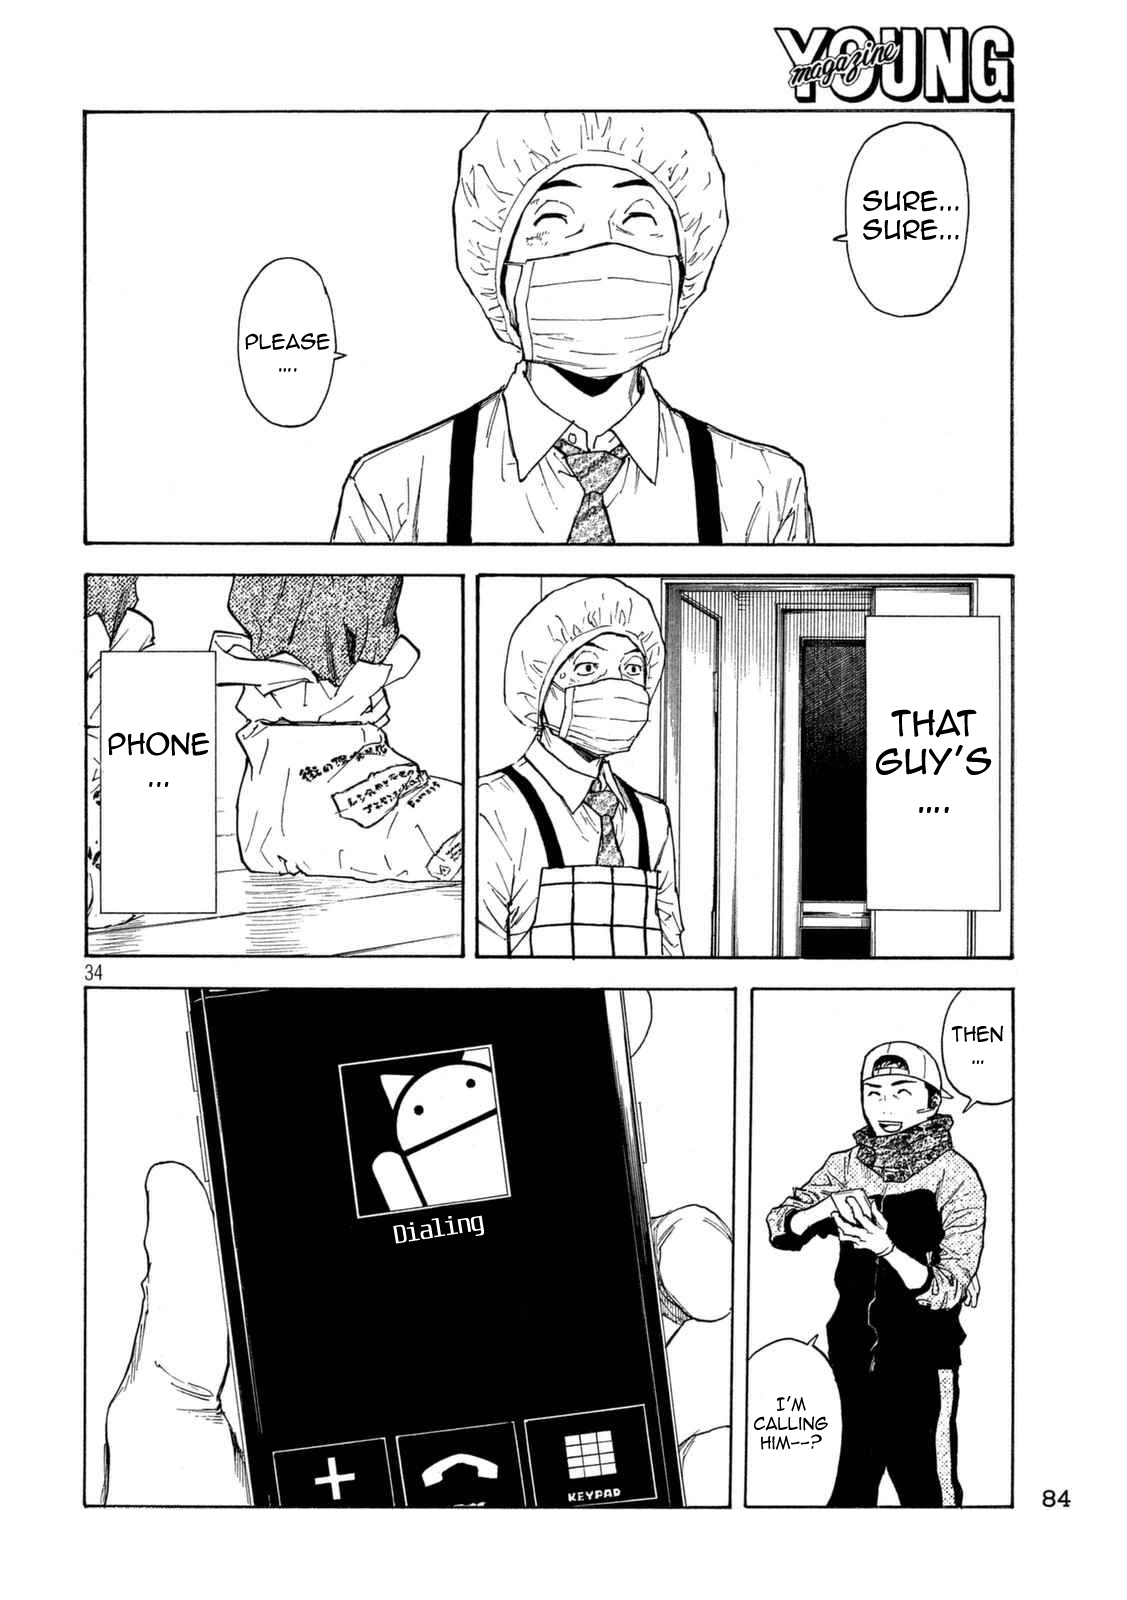 YOUNG
magazine
SURE...
SURE...
PLEASE
....
THAT
GUY'S
....
PHONE
...
34
THEN
...
I'M
CALLING
HIM--?
Dialing
KEYPAD
84